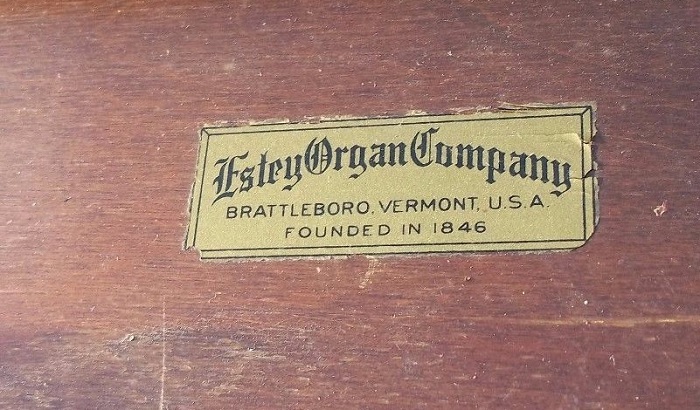 Estey Organ Company
BRATTLEBORO, VERMONT, U.S.A.
FOUNDED IN 1846